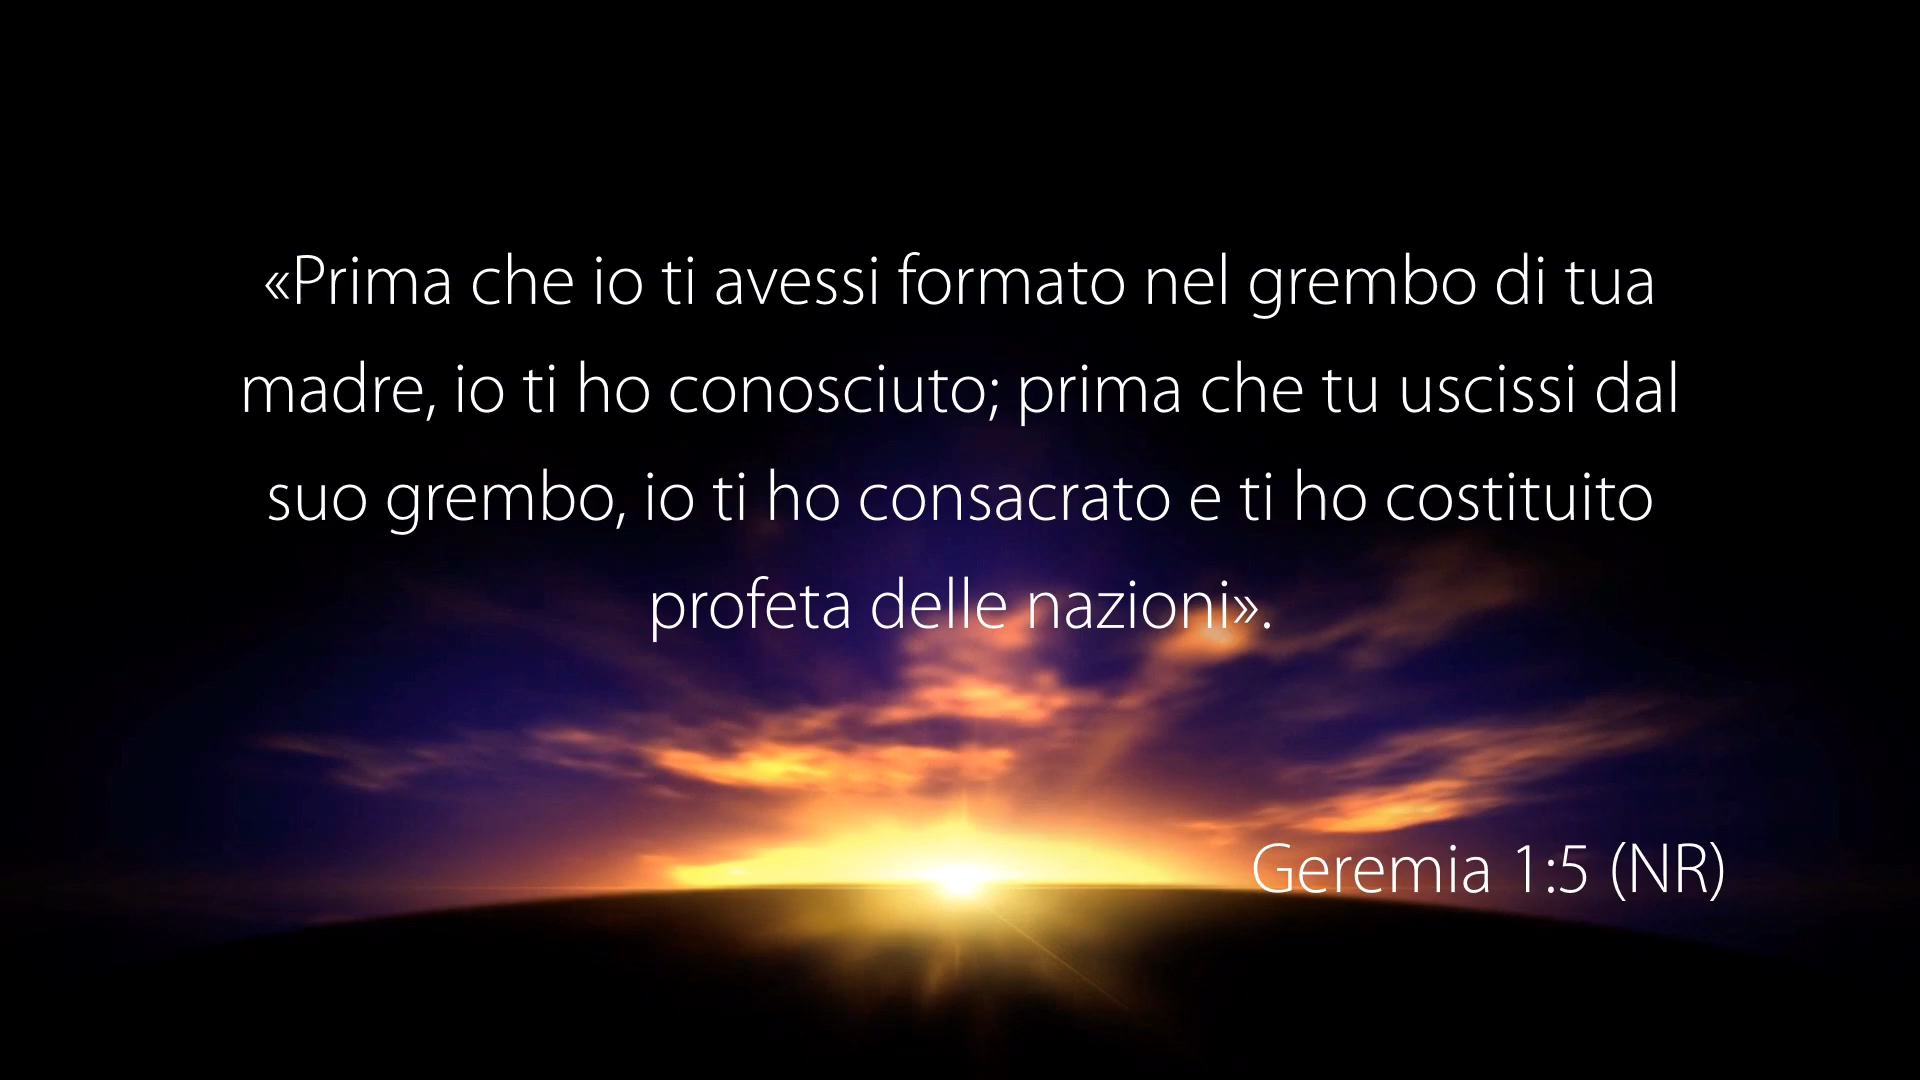 «Prima che io ti avessi formato nel grembo di tua
madre, io ti ho conosciuto; prima che tu uscissi dal
suo grembo, io ti ho consacrato e ti ho costituito
profeta delle nazioni».
Geremia 1:5 (NR)